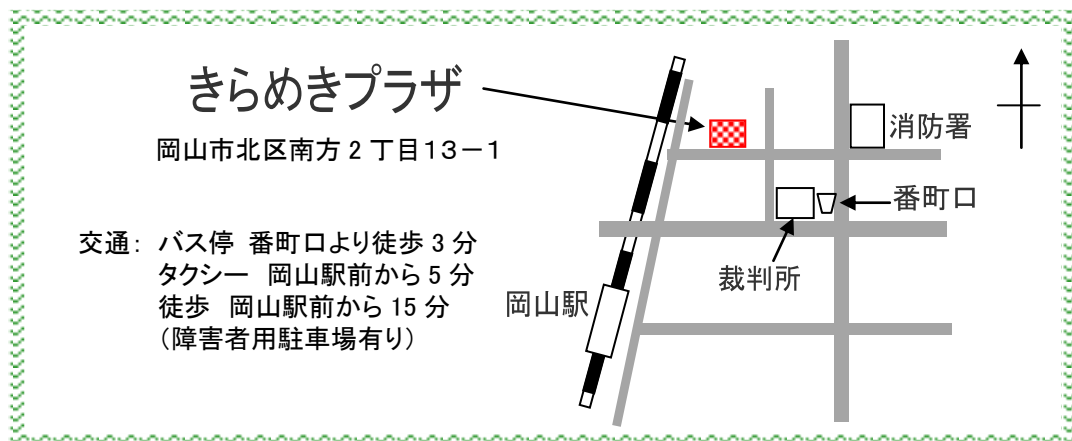 きらめきプラザ
岡山市北区南方2丁目13-1
交通: バス停 番町口より徒歩3分
タクシー 岡山駅前から5分
徒歩 岡山駅前から15分
(障害者用駐車場有り)
消防署
番町口
裁判所
岡山駅